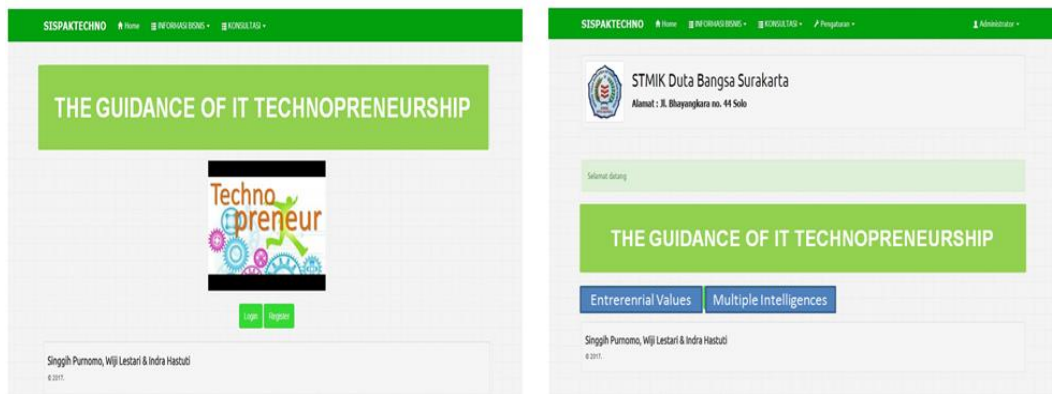 SISPAKTECHNO Home INFORMASI BISNIS KONSULTASI
THE GUIDANCE OF IT TECHNOPRENEURSHIP
Techno
preneur
Login Register
Singgih Purnomo, Wiji Lestari & Indra Hastuti
© 2017.
SISPAKTECHNO Home INFORMASI BISNIS KONSULTASI Pengaturan Administrator
STMIK Duta Bangsa Surakarta
Alamat : Jl. Bhayangkara no. 44 Solo
Selamat datang
THE GUIDANCE OF IT TECHNOPRENEURSHIP
Entrerenrial Values Multiple Intelligences
Singgih Purnomo, Wiji Lestari & Indra Hastuti
© 2017.